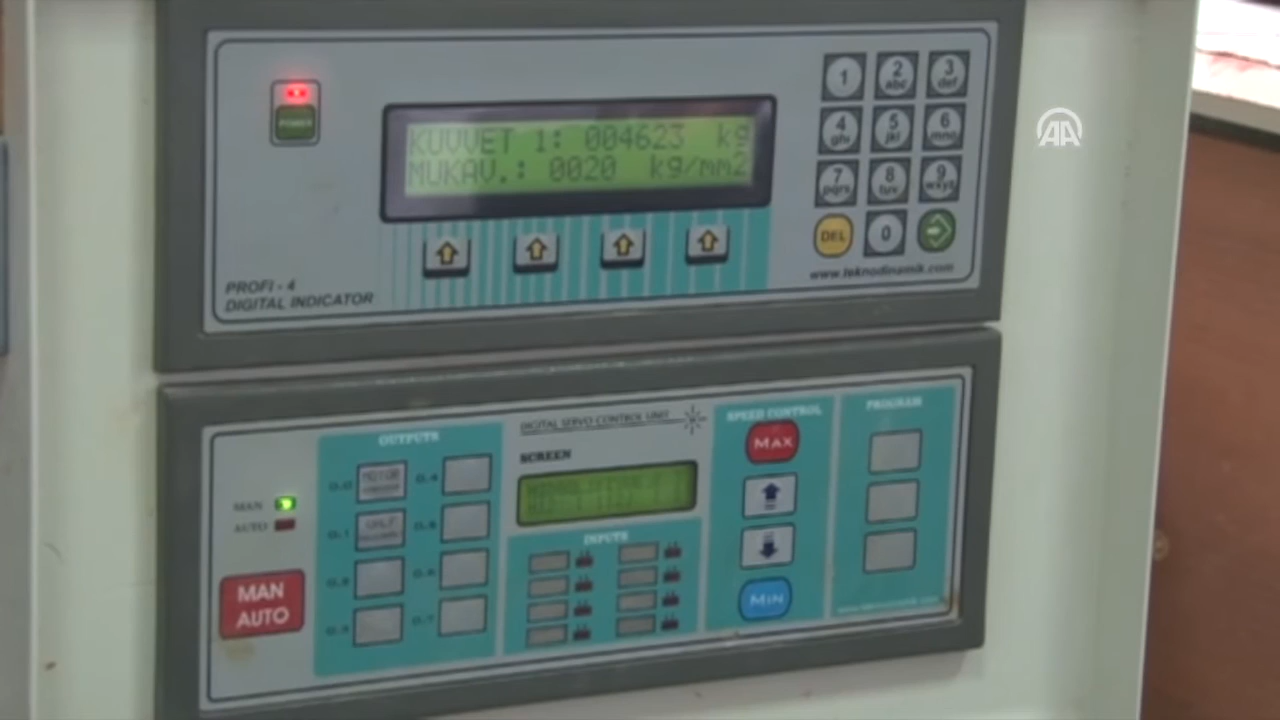 POWER
KUVVET 1: 004623 kg
MUKAV.: 0020 kg/mm2
1
2 abc
3 def
4 ghı
5 jkl
6 mno
7 pqrs
8 tuv
9 wxyz
DEL
0
www.teknodinamik.com
PROFI - 4
DIGITAL INDICATOR
AA
DIGITAL SERVO CONTROL UNIT
OUTPUTS
SCREEN
SPEED CONTROL
PROGRAM
MAN
AUTO
MAN
AUTO
MOTOR
INPUTS
MAX
MIN